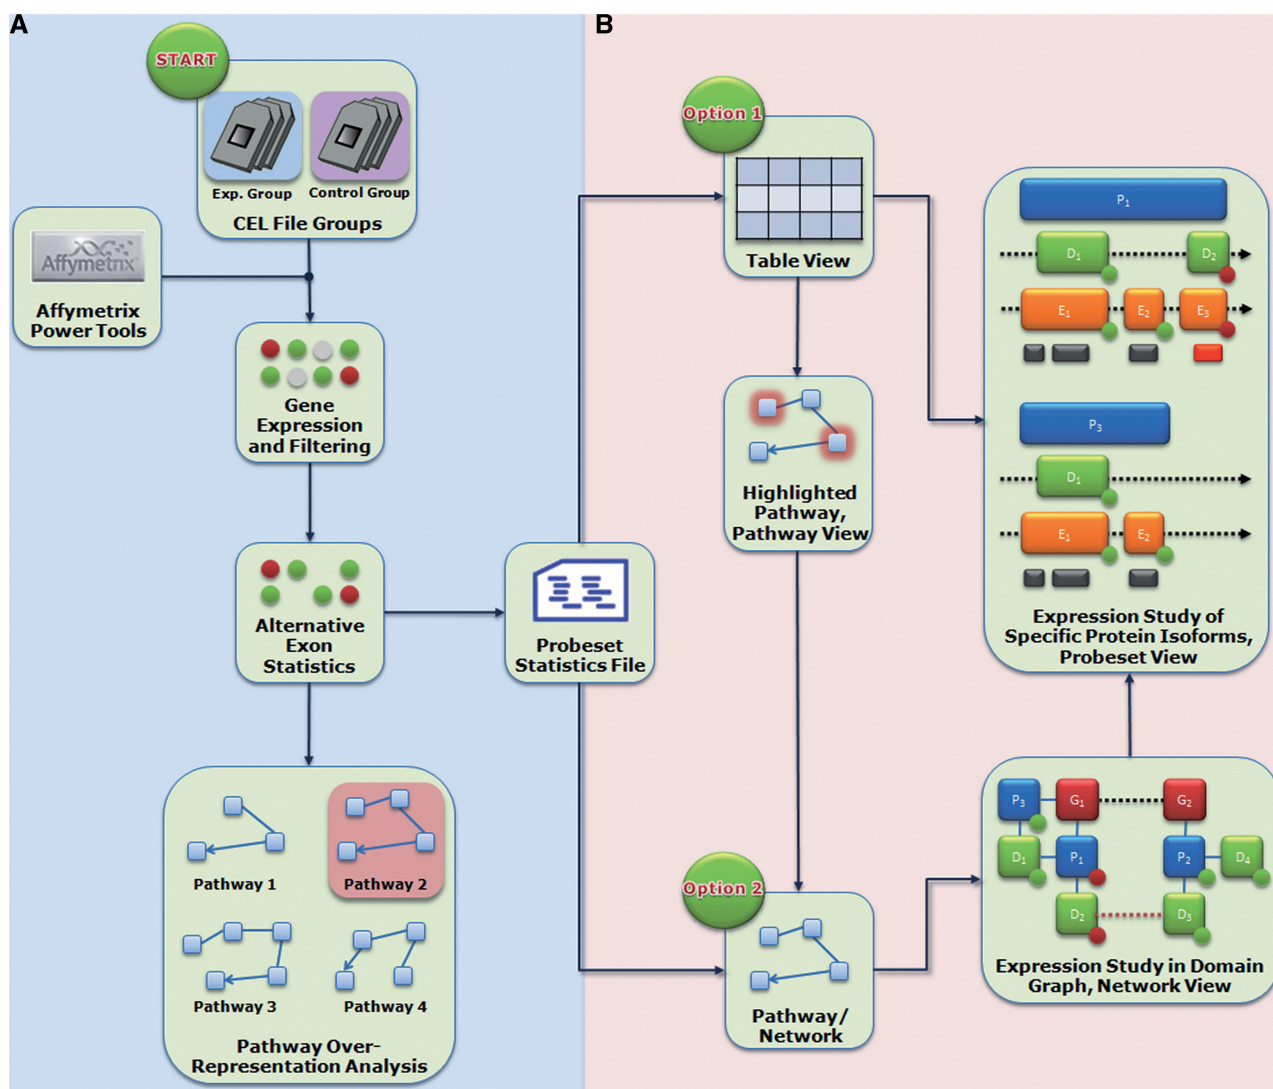 A
START
Exp. Group
Control Group
CEL File Groups
Affymetrix
Affymetrix
Power Tools
Gene
Expression
and Filtering
Alternative
Exon
Statistics
Probeset
Statistics File
Pathway 1
Pathway 2
Pathway 3
Pathway 4
Pathway Over-
Representation Analysis
B
Option 1
Table View
Highlighted
Pathway,
Pathway View
Option 2
Pathway/
Network
P₁
D₁ D₂
E₁ E₂ E₃
P₃
D₁
E₁ E₂
Expression Study of
Specific Protein Isoforms,
Probeset View
P₃ G₁ G₂
D₁ P₁ P₂ D₄
D₂ D₃
Expression Study in Domain
Graph, Network View